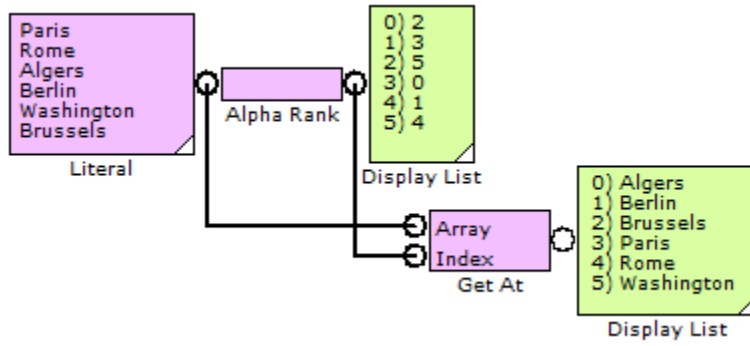 Paris
Rome
Algers
Berlin
Washington
Brussels
Literal
Alpha Rank
0) 2
1) 3
2) 5
3) 0
4) 1
5) 4
Display List
Array
Index
Get At
0) Algers
1) Berlin
2) Brussels
3) Paris
4) Rome
5) Washington
Display List